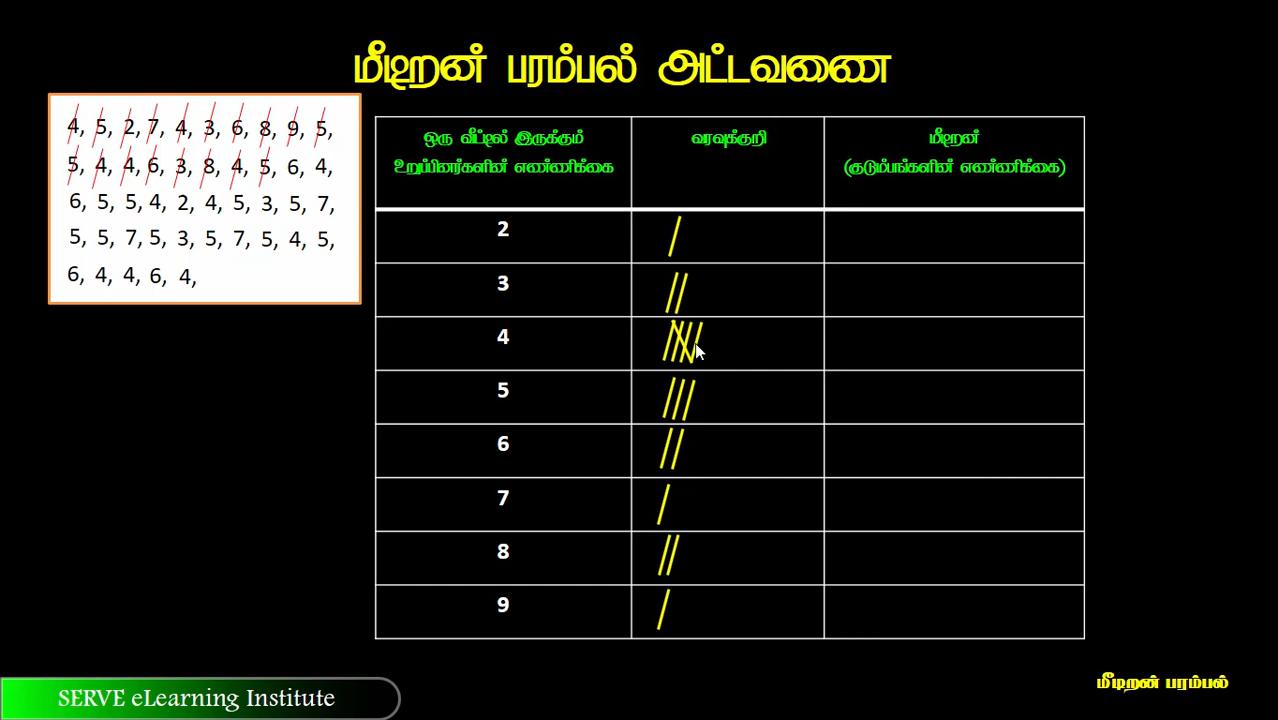 மீடிறன் பரம்பல் அட்டவணை
4, 5, 2, 7, 4, 3, 6, 8, 9, 5,
5, 4, 4, 6, 3, 8, 4, 5, 6, 4,
6, 5, 5, 4, 2, 4, 5, 3, 5, 7,
5, 5, 7, 5, 3, 5, 7, 5, 4, 5,
6, 4, 4, 6, 4,
ஒரு வீட்டில் இருக்கும்
உறுப்பினர்களின் எண்ணிக்கை
வரவுக்குறி
மீடிறன்
(குடும்பங்களின் எண்ணிக்கை)
2
3
4
5
6
7
8
9
SERVE eLearning Institute
மீடிறன் பரம்பல்